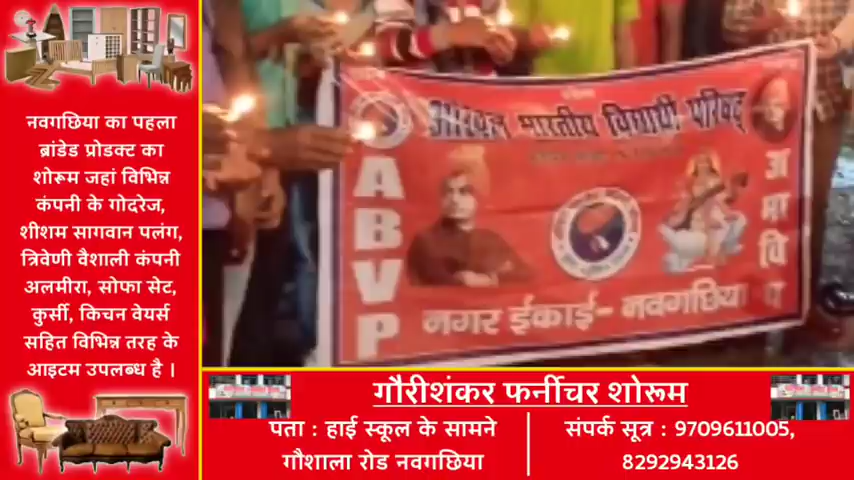 नवगछिया का पहला
ब्रांडेड प्रोडक्ट का
शोरूम जहां विभिन्न
कंपनी के गोदरेज,
शीशम सागवान पलंग,
त्रिवेणी वैशाली कंपनी
अलमीरा, सोफा सेट,
कुर्सी, किचन वेयर्स
सहित विभिन्न तरह के
आइटम उपलब्ध है ।
भारतीय विद्यार्थी परिषद्
ABVP
अ भा वि प
नगर ईकाई- नवगछिया
गौरीशंकर फर्नीचर शोरूम
पता : हाई स्कूल के सामने
गौशाला रोड नवगछिया
संपर्क सूत्र : 9709611005,
8292943126